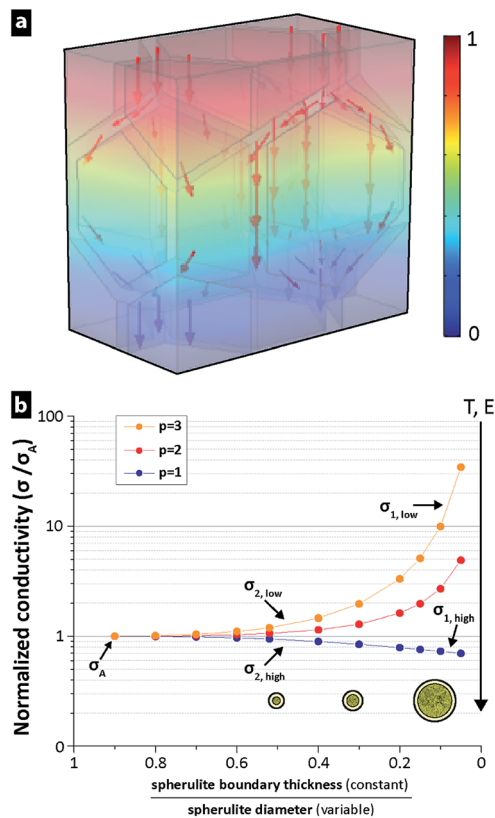 a
1
0
b
T, E
Normalized conductivity (σ/σA)
100
10
1
0
p=3
p=2
p=1
σ1, low
σ2, low
σ1, high
σA
σ2, high
1 0.8 0.6 0.4 0.2 0
spherulite boundary thickness (constant)
spherulite diameter (variable)